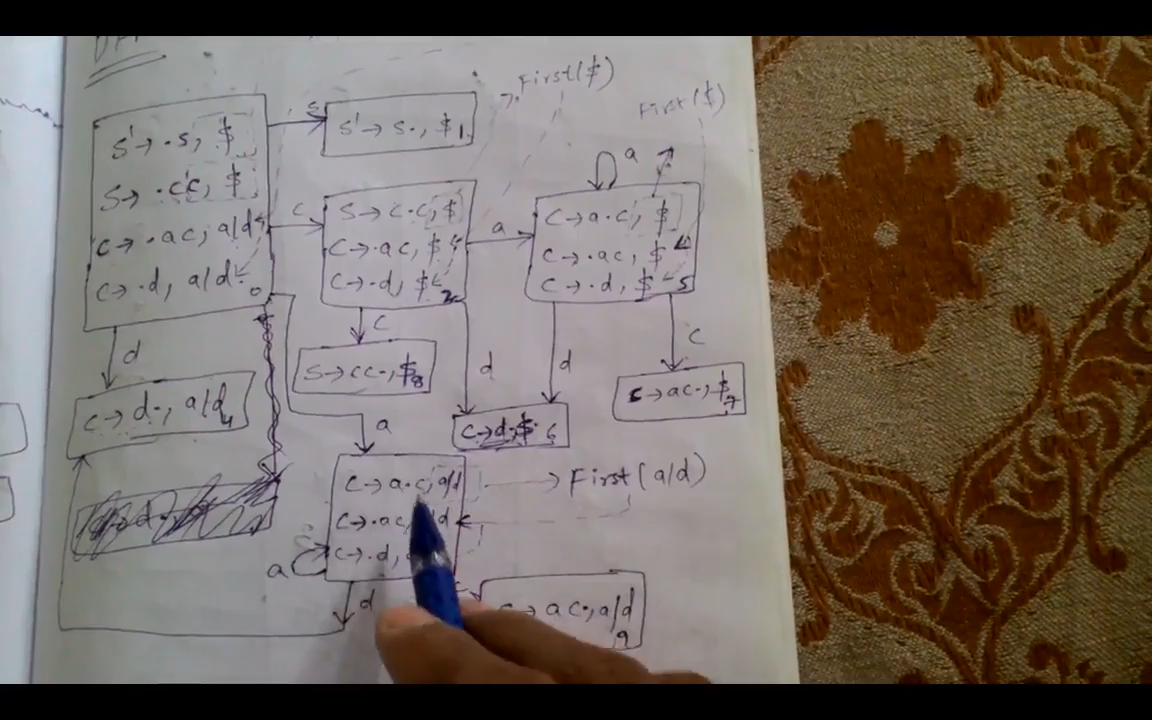 First($)
First($)
S' → .S, $
S → .CC, $
C → .aC, a/d
C → .d, a/d 0
S
S' → S., $ 1
C
S → C.C, $
C → .aC, $
C → .d, $ 2
a
a
C → a.C, $
C → .aC, $
C → .d, $ 5
d
C → d., a/d 4
C
S → CC., $ 8
d
d
C → d., $ 6
C
C → aC., $ 7
a
C → a.C, a/d
C → .aC,
C → .d,
First(a/d)
a
d
→ aC., a/d 9